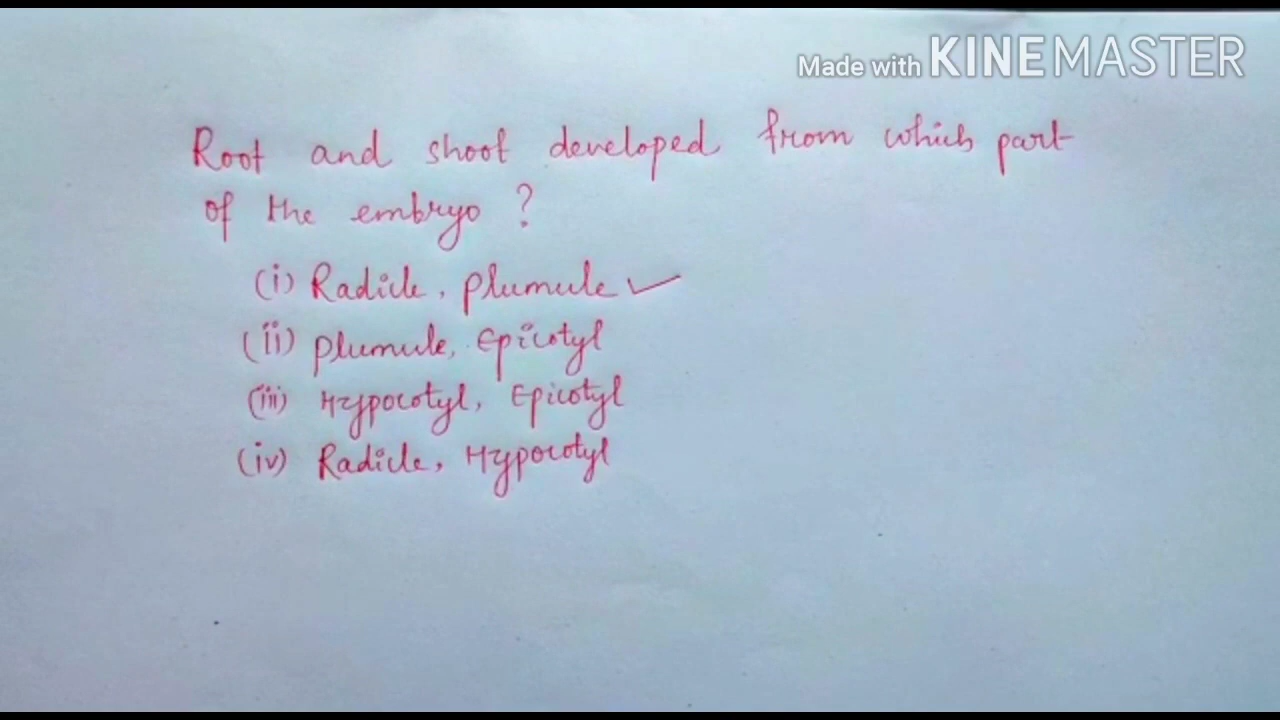 Made with KINEMASTER
Root and shoot developed from which part
of the embryo ?
(i) Radicle, plumule ✓
(ii) plumule, Epicotyl
(iii) Hypocotyl, Epicotyl
(iv) Radicle, Hypocotyl